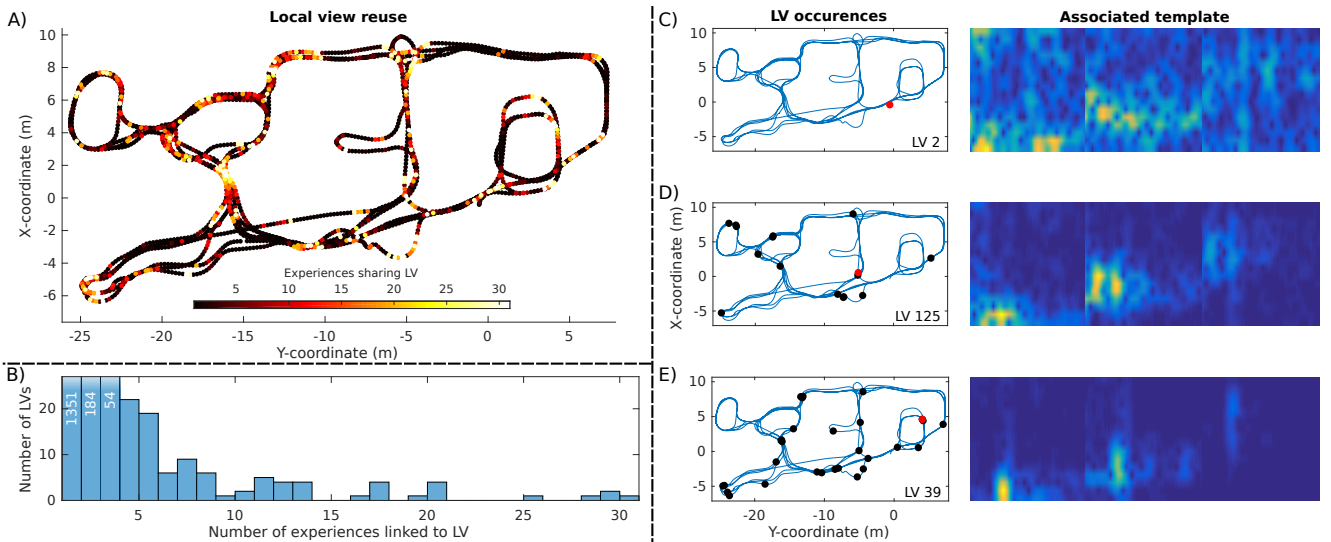 A)
Local view reuse
10
8
6
4
2
0
-2
-4
-6
X-coordinate (m)
Experiences sharing LV
5 10 15 20 25 30
-25 -20 -15 -10 -5 0 5
Y-coordinate (m)
B)
Number of LVs
20
10
0
1351
184
54
5 10 15 20 25 30
Number of experiences linked to LV
C)
LV occurences
Associated template
10
5
0
-5
LV 2
D)
10
5
0
-5
X-coordinate (m)
LV 125
E)
10
5
0
-5
LV 39
-20 -10 0
Y-coordinate (m)